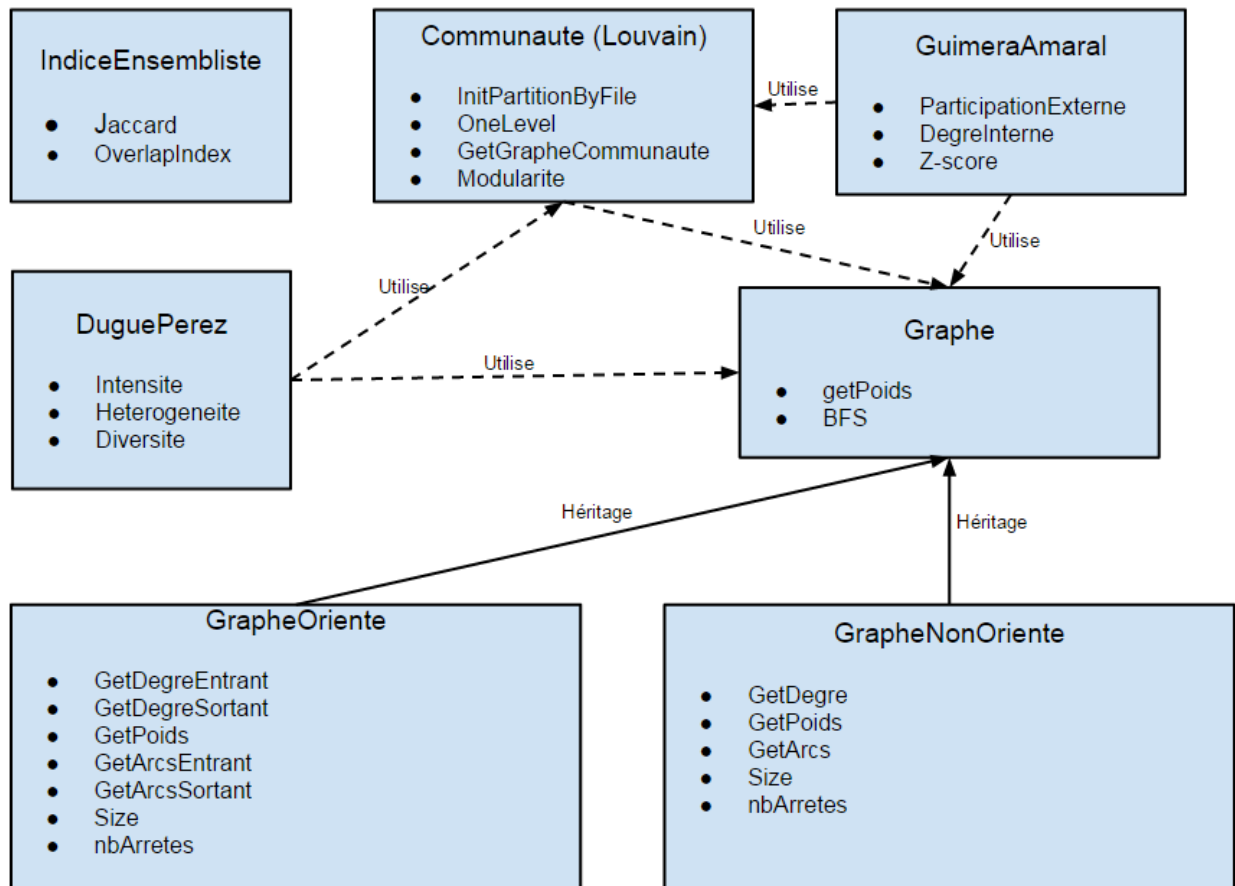 IndiceEnsembliste
● Jaccard
● OverlapIndex
Communaute (Louvain)
● InitPartitionByFile
● OneLevel
● GetGrapheCommunaute
● Modularite
Utilise
GuimeraAmaral
● ParticipationExterne
● DegreInterne
● Z-score
Utilise
Utilise
Utilise
DuguePerez
● Intensite
● Heterogeneite
● Diversite
Utilise
Graphe
● getPoids
● BFS
Héritage
Héritage
GrapheOriente
● GetDegreEntrant
● GetDegreSortant
● GetPoids
● GetArcsEntrant
● GetArcsSortant
● Size
● nbArretes
GrapheNonOriente
● GetDegre
● GetPoids
● GetArcs
● Size
● nbArretes